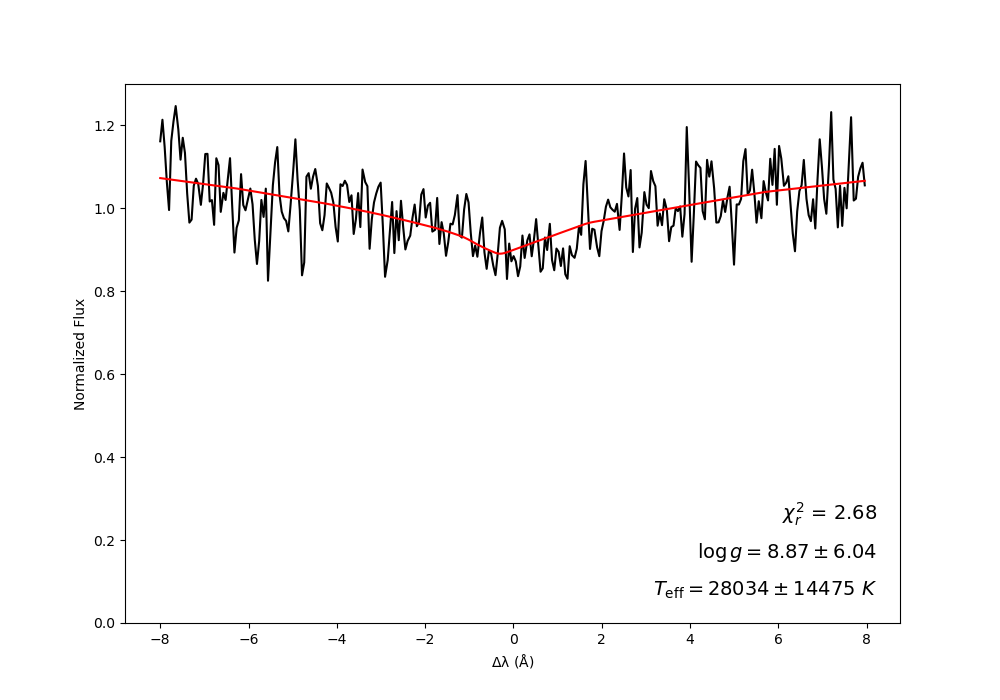 1.2
1.0
0.8
0.6
0.4
0.2
0.0
Normalized Flux
χ²ᵣ = 2.68
log g = 8.87 ± 6.04
T_eff = 28034 ± 14475 K
−8 −6 −4 −2 0 2 4 6 8
Δλ (Å)